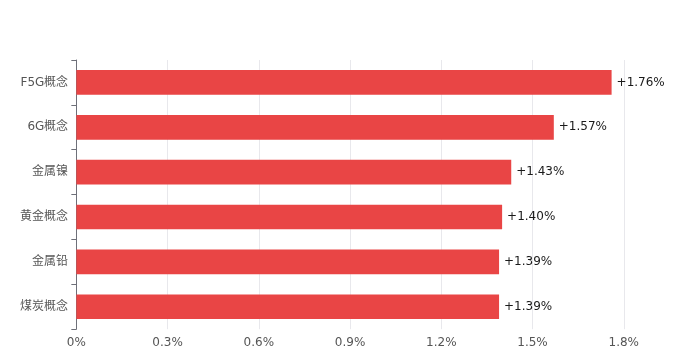 F5G概念 +1.76%
6G概念 +1.57%
金属镍 +1.43%
黄金概念 +1.40%
金属铅 +1.39%
煤炭概念 +1.39%
0% 0.3% 0.6% 0.9% 1.2% 1.5% 1.8%